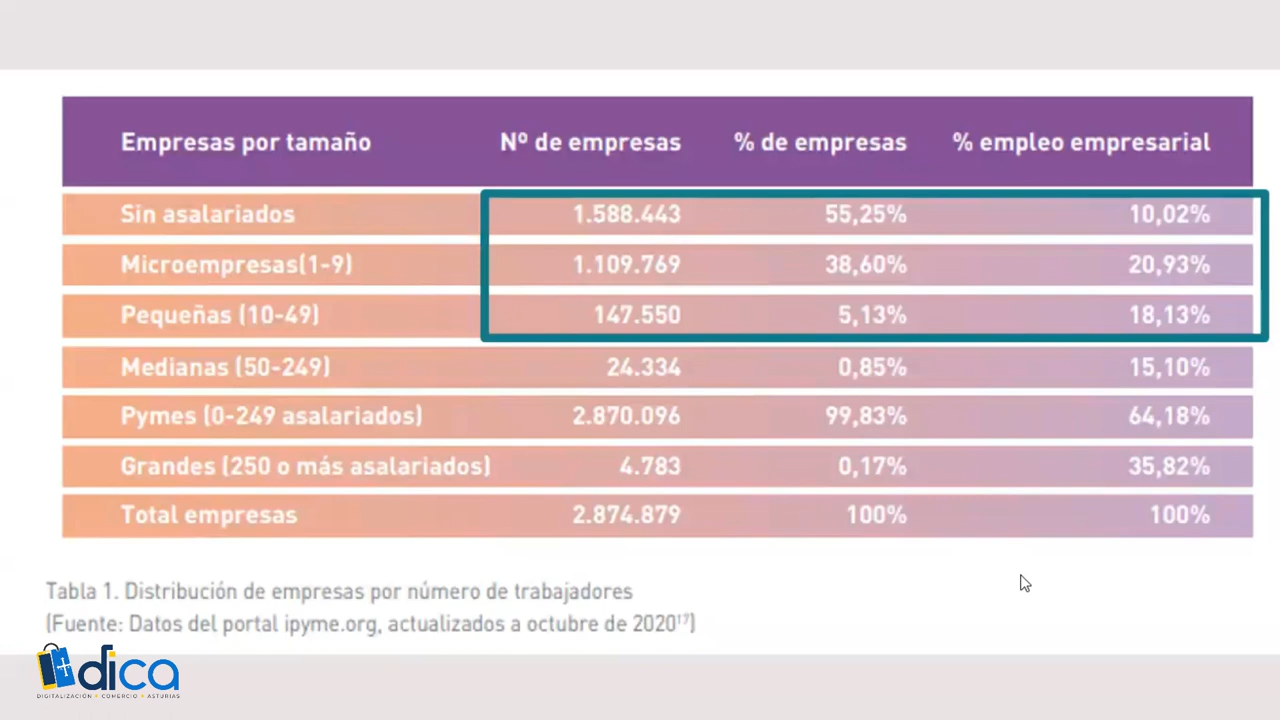 Empresas por tamaño Nº de empresas % de empresas % empleo empresarial
Sin asalariados 1.588.443 55,25% 10,02%
Microempresas(1-9) 1.109.769 38,60% 20,93%
Pequeñas (10-49) 147.550 5,13% 18,13%
Medianas (50-249) 24.334 0,85% 15,10%
Pymes (0-249 asalariados) 2.870.096 99,83% 64,18%
Grandes (250 o más asalariados) 4.783 0,17% 35,82%
Total empresas 2.874.879 100% 100%
Tabla 1. Distribución de empresas por número de trabajadores
(Fuente: Datos del portal ipyme.org, actualizados a octubre de 2020¹⁷)
dica
DIGITALIZACIÓN + COMERCIO + ASTURIAS